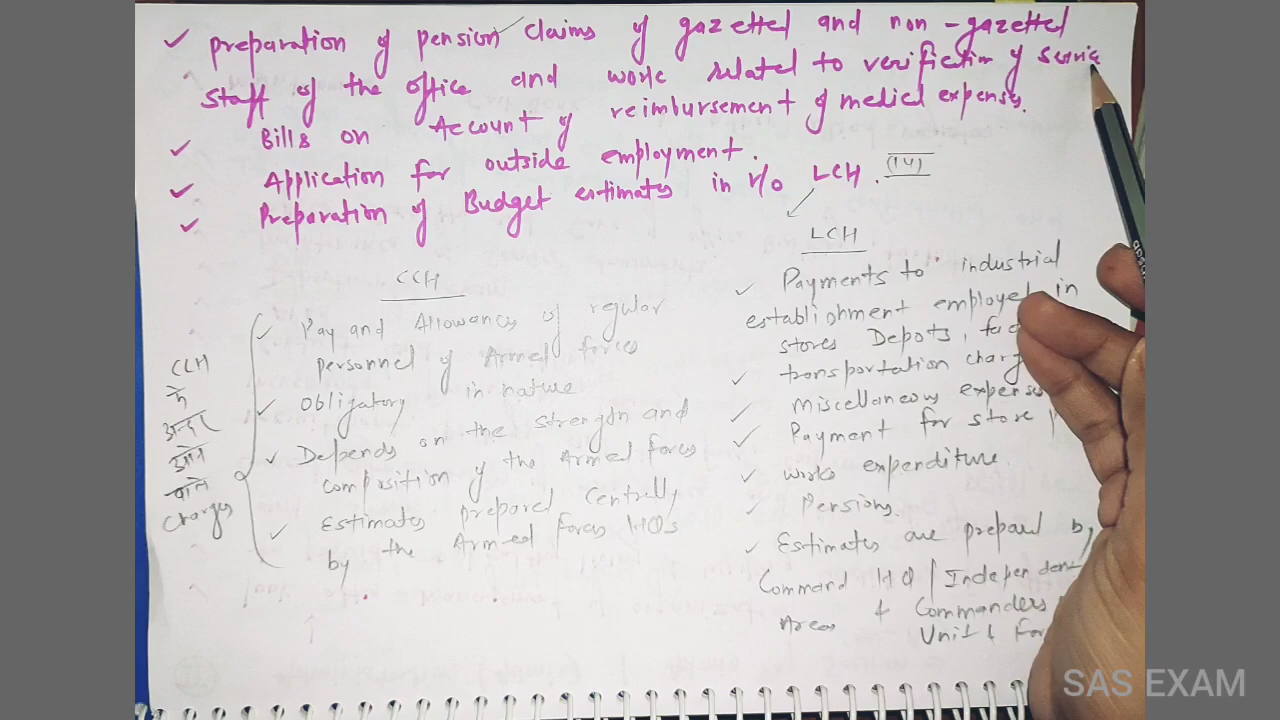 ✓ preparation of pension claims of gazetted and non-gazetted
staff of the office and work related to verification of service
✓ Bills on Account of reimbursement of medical expenses.
✓ Application for outside employment.
✓ Preparation of Budget estimates in r/o LCH. (14)
CCH
✓ Pay and Allowances of regular
personnel of Armed forces
✓ Obligatory in nature
✓ Depends on the strength and
composition of the Armed forces
✓ Estimates prepared Centrally
by the Armed Forces HQs
CCH
में
अन्दर
आने
वाले
charges
LCH
✓ Payments to industrial
establishment employed in
stores Depots,
✓ transportation
✓ miscellaneous expenses
✓ Payment for store
✓ works expenditure.
✓ Pensions
✓ Estimates are prepared by
Command HQ / Independent
Areas & Commanders
Unit &
SAS EXAM